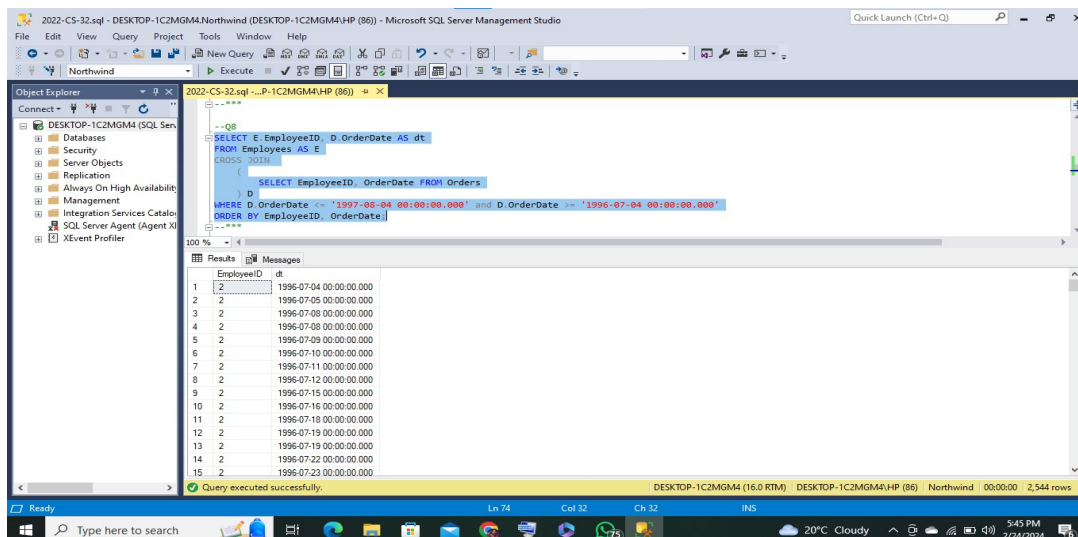 2022-CS-32.sql - DESKTOP-1C2MGM4.Northwind (DESKTOP-1C2MGM4\HP (86)) - Microsoft SQL Server Management Studio
Quick Launch (Ctrl+Q)
File Edit View Query Project Tools Window Help
New Query
Northwind
Execute
Object Explorer
2022-CS-32.sql -...P-1C2MGM4\HP (86))
Connect
DESKTOP-1C2MGM4 (SQL Serv
Databases
Security
Server Objects
Replication
Always On High Availability
Management
Integration Services Catalo
SQL Server Agent (Agent XI
XEvent Profiler
--***
--Q8
SELECT E.EmployeeID, D.OrderDate AS dt
FROM Employees AS E
CROSS JOIN
(
SELECT EmployeeID, OrderDate FROM Orders
) D
WHERE D.OrderDate <= '1997-08-04 00:00:00.000' and D.OrderDate >= '1996-07-04 00:00:00.000'
ORDER BY EmployeeID, OrderDate;
--***
100 %
Results Messages
EmployeeID dt
1 2 1996-07-04 00:00:00.000
2 2 1996-07-05 00:00:00.000
3 2 1996-07-08 00:00:00.000
4 2 1996-07-08 00:00:00.000
5 2 1996-07-09 00:00:00.000
6 2 1996-07-10 00:00:00.000
7 2 1996-07-11 00:00:00.000
8 2 1996-07-12 00:00:00.000
9 2 1996-07-15 00:00:00.000
10 2 1996-07-16 00:00:00.000
11 2 1996-07-18 00:00:00.000
12 2 1996-07-19 00:00:00.000
13 2 1996-07-19 00:00:00.000
14 2 1996-07-22 00:00:00.000
15 2 1996-07-23 00:00:00.000
Query executed successfully.
DESKTOP-1C2MGM4 (16.0 RTM) DESKTOP-1C2MGM4\HP (86) Northwind 00:00:00 2,544 rows
Ready Ln 74 Col 32 Ch 32 INS
Type here to search
75
20°C Cloudy
5:45 PM
2/24/2024
6